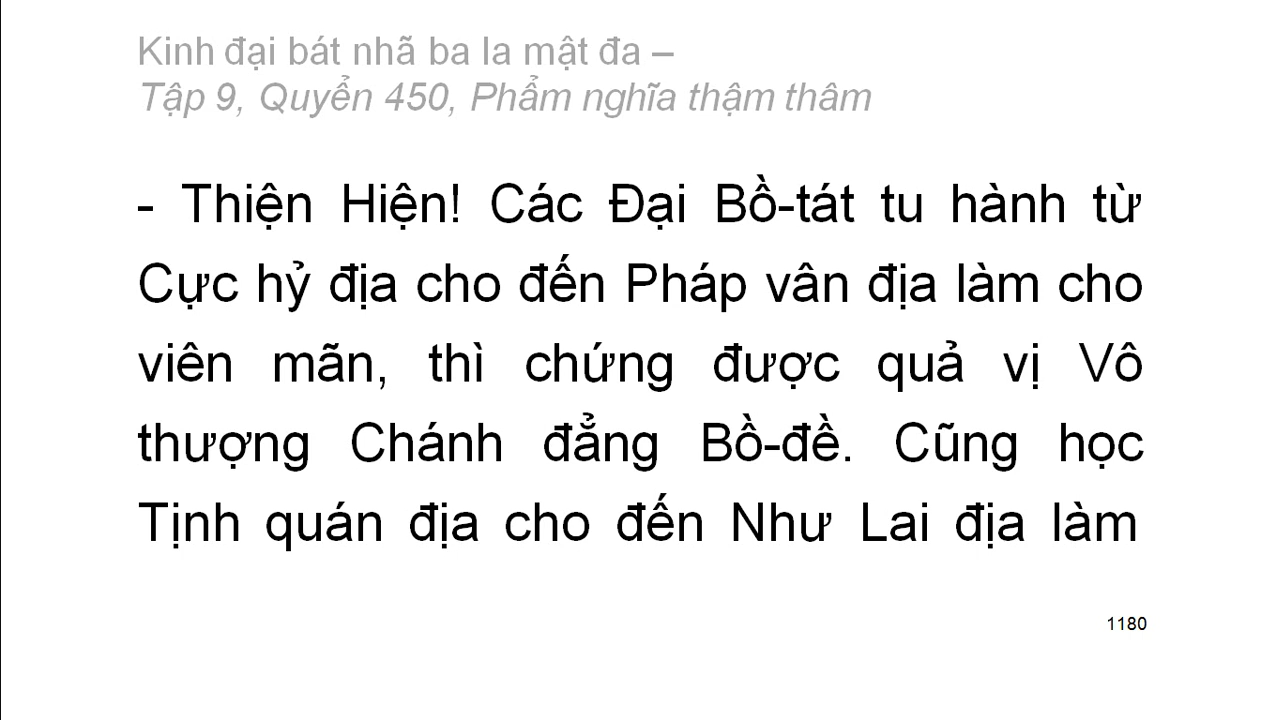 Kinh đại bát nhã ba la mật đa –
Tập 9, Quyển 450, Phẩm nghĩa thậm thâm
- Thiện Hiện! Các Đại Bồ-tát tu hành từ
Cực hỷ địa cho đến Pháp vân địa làm cho
viên mãn, thì chứng được quả vị Vô
thượng Chánh đẳng Bồ-đề. Cũng học
Tịnh quán địa cho đến Như Lai địa làm
1180